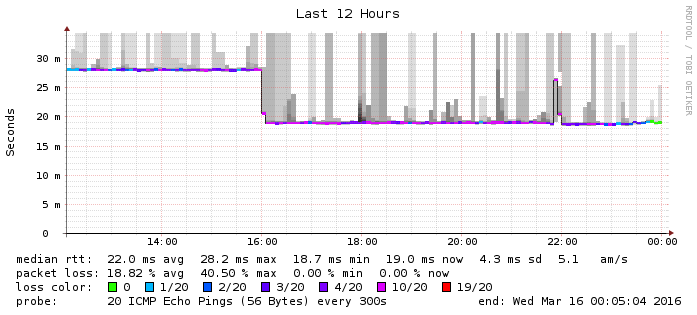 Last 12 Hours
RRDTOOL / TOBI OETIKER
Seconds
30 m
25 m
20 m
15 m
10 m
5 m
0
14:00 16:00 18:00 20:00 22:00 00:00
median rtt: 22.0 ms avg 28.2 ms max 18.7 ms min 19.0 ms now 4.3 ms sd 5.1 am/s
packet loss: 18.82 % avg 40.50 % max 0.00 % min 0.00 % now
loss color: 0 1/20 2/20 3/20 4/20 10/20 19/20
probe: 20 ICMP Echo Pings (56 Bytes) every 300s end: Wed Mar 16 00:05:04 2016